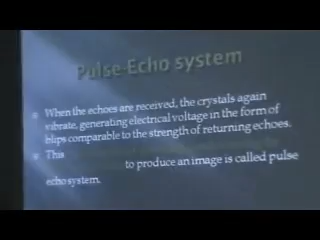 Pulse-Echo system
When the echoes are received, the crystals again
vibrate, generating electrical voltage in the form of
blips comparable to the strength of returning echoes.
This
to produce an image is called pulse
echo system.